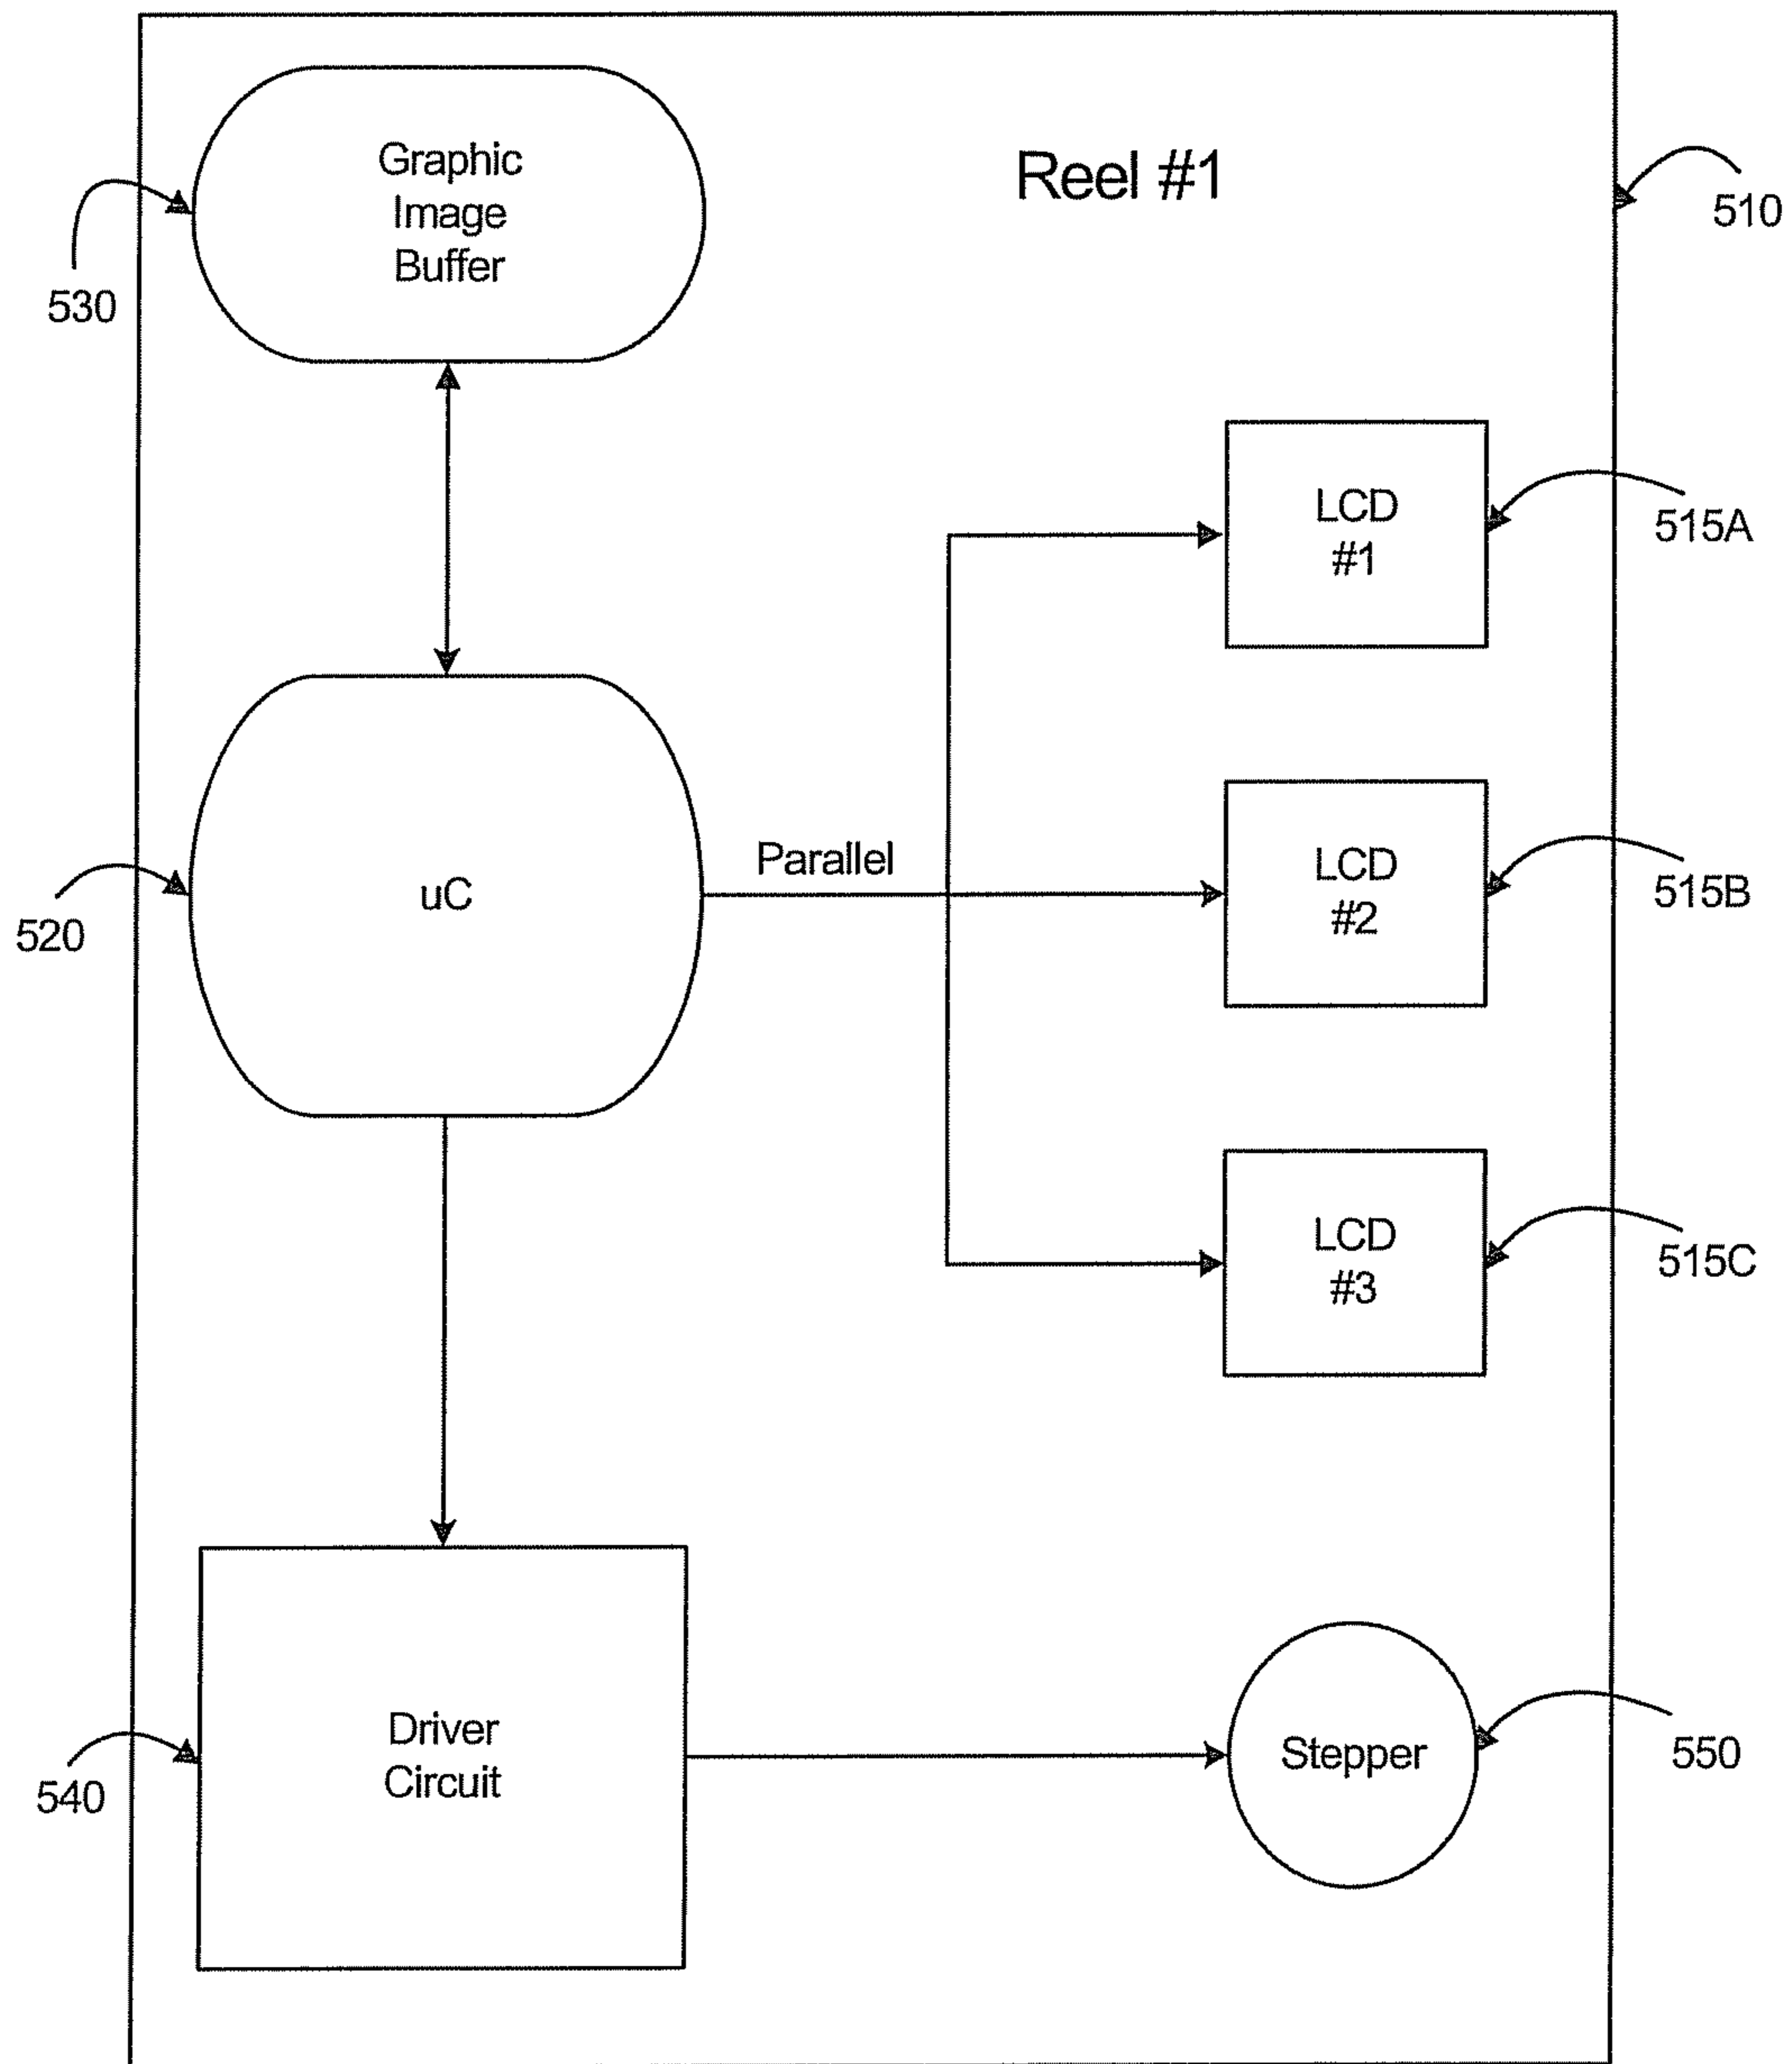 Graphic
Image
Buffer
Reel #1
510
530
LCD
#1
515A
Parallel
uC
520
LCD
#2
515B
LCD
#3
515C
Driver
Circuit
540
Stepper
550